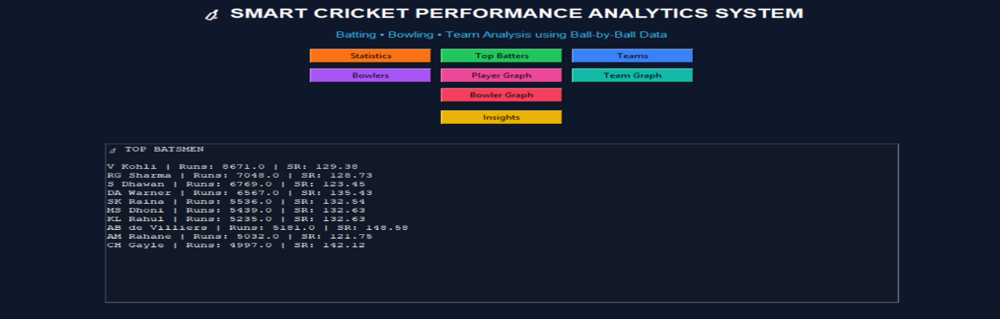 SMART CRICKET PERFORMANCE ANALYTICS SYSTEM
Batting • Bowling • Team Analysis using Ball-by-Ball Data
Statistics
Top Batters
Teams
Bowlers
Player Graph
Team Graph
Bowler Graph
Insights
TOP BATSMEN
V Kohli | Runs: 8671.0 | SR: 129.38
RG Sharma | Runs: 7048.0 | SR: 128.73
S Dhawan | Runs: 6769.0 | SR: 123.45
DA Warner | Runs: 6567.0 | SR: 135.43
SK Raina | Runs: 5536.0 | SR: 132.54
MS Dhoni | Runs: 5439.0 | SR: 132.63
KL Rahul | Runs: 5235.0 | SR: 132.63
AB de Villiers | Runs: 5181.0 | SR: 148.58
AM Rahane | Runs: 5032.0 | SR: 121.75
CH Gayle | Runs: 4997.0 | SR: 142.12